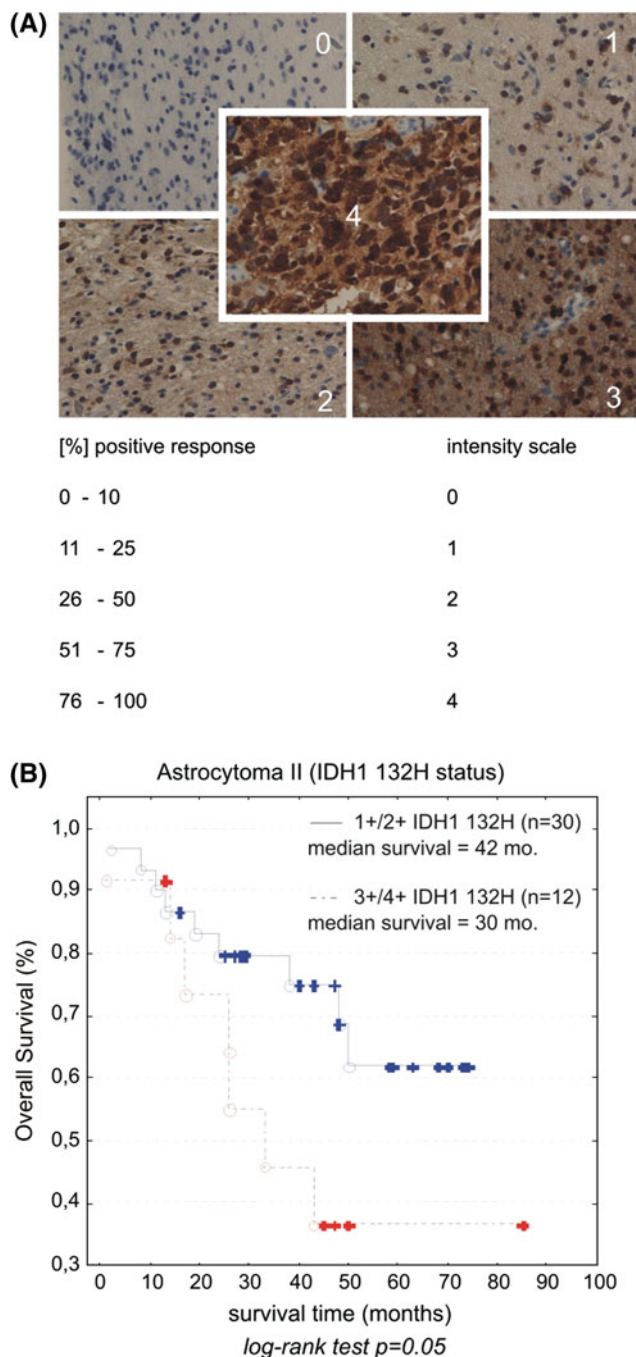 (A)
0
1
4
2
3
[%] positive response intensity scale
0 - 10 0
11 - 25 1
26 - 50 2
51 - 75 3
76 - 100 4
(B)
Astrocytoma II (IDH1 132H status)
1+/2+ IDH1 132H (n=30)
median survival = 42 mo.
3+/4+ IDH1 132H (n=12)
median survival = 30 mo.
Overall Survival (%)
1,0
0,9
0,8
0,7
0,6
0,5
0,4
0,3
0 10 20 30 40 50 60 70 80 90 100
survival time (months)
log-rank test p=0.05